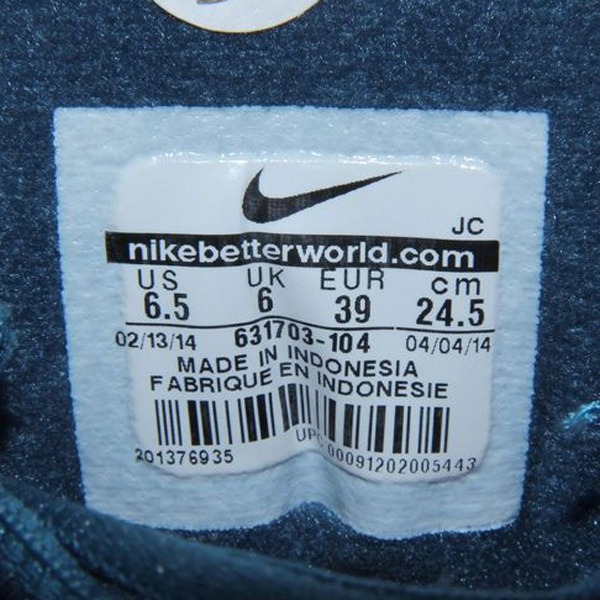 JC
nikebetterworld.com
US UK EUR cm
6.5 6 39 24.5
02/13/14 631703-104 04/04/14
MADE IN INDONESIA
FABRIQUE EN INDONESIE
201376935 UPC 00091202005443